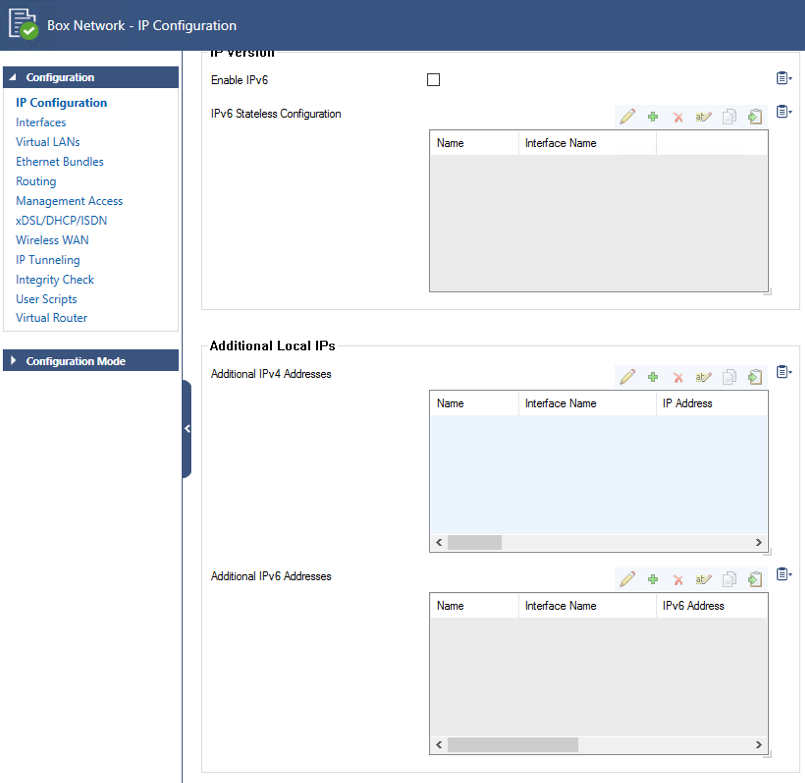 Box Network - IP Configuration
Configuration
IP Configuration
Interfaces
Virtual LANs
Ethernet Bundles
Routing
Management Access
xDSL/DHCP/ISDN
Wireless WAN
IP Tunneling
Integrity Check
User Scripts
Virtual Router
Configuration Mode
IP Version
Enable IPv6
IPv6 Stateless Configuration
Name Interface Name
Additional Local IPs
Additional IPv4 Addresses
Name Interface Name IP Address
Additional IPv6 Addresses
Name Interface Name IPv6 Address